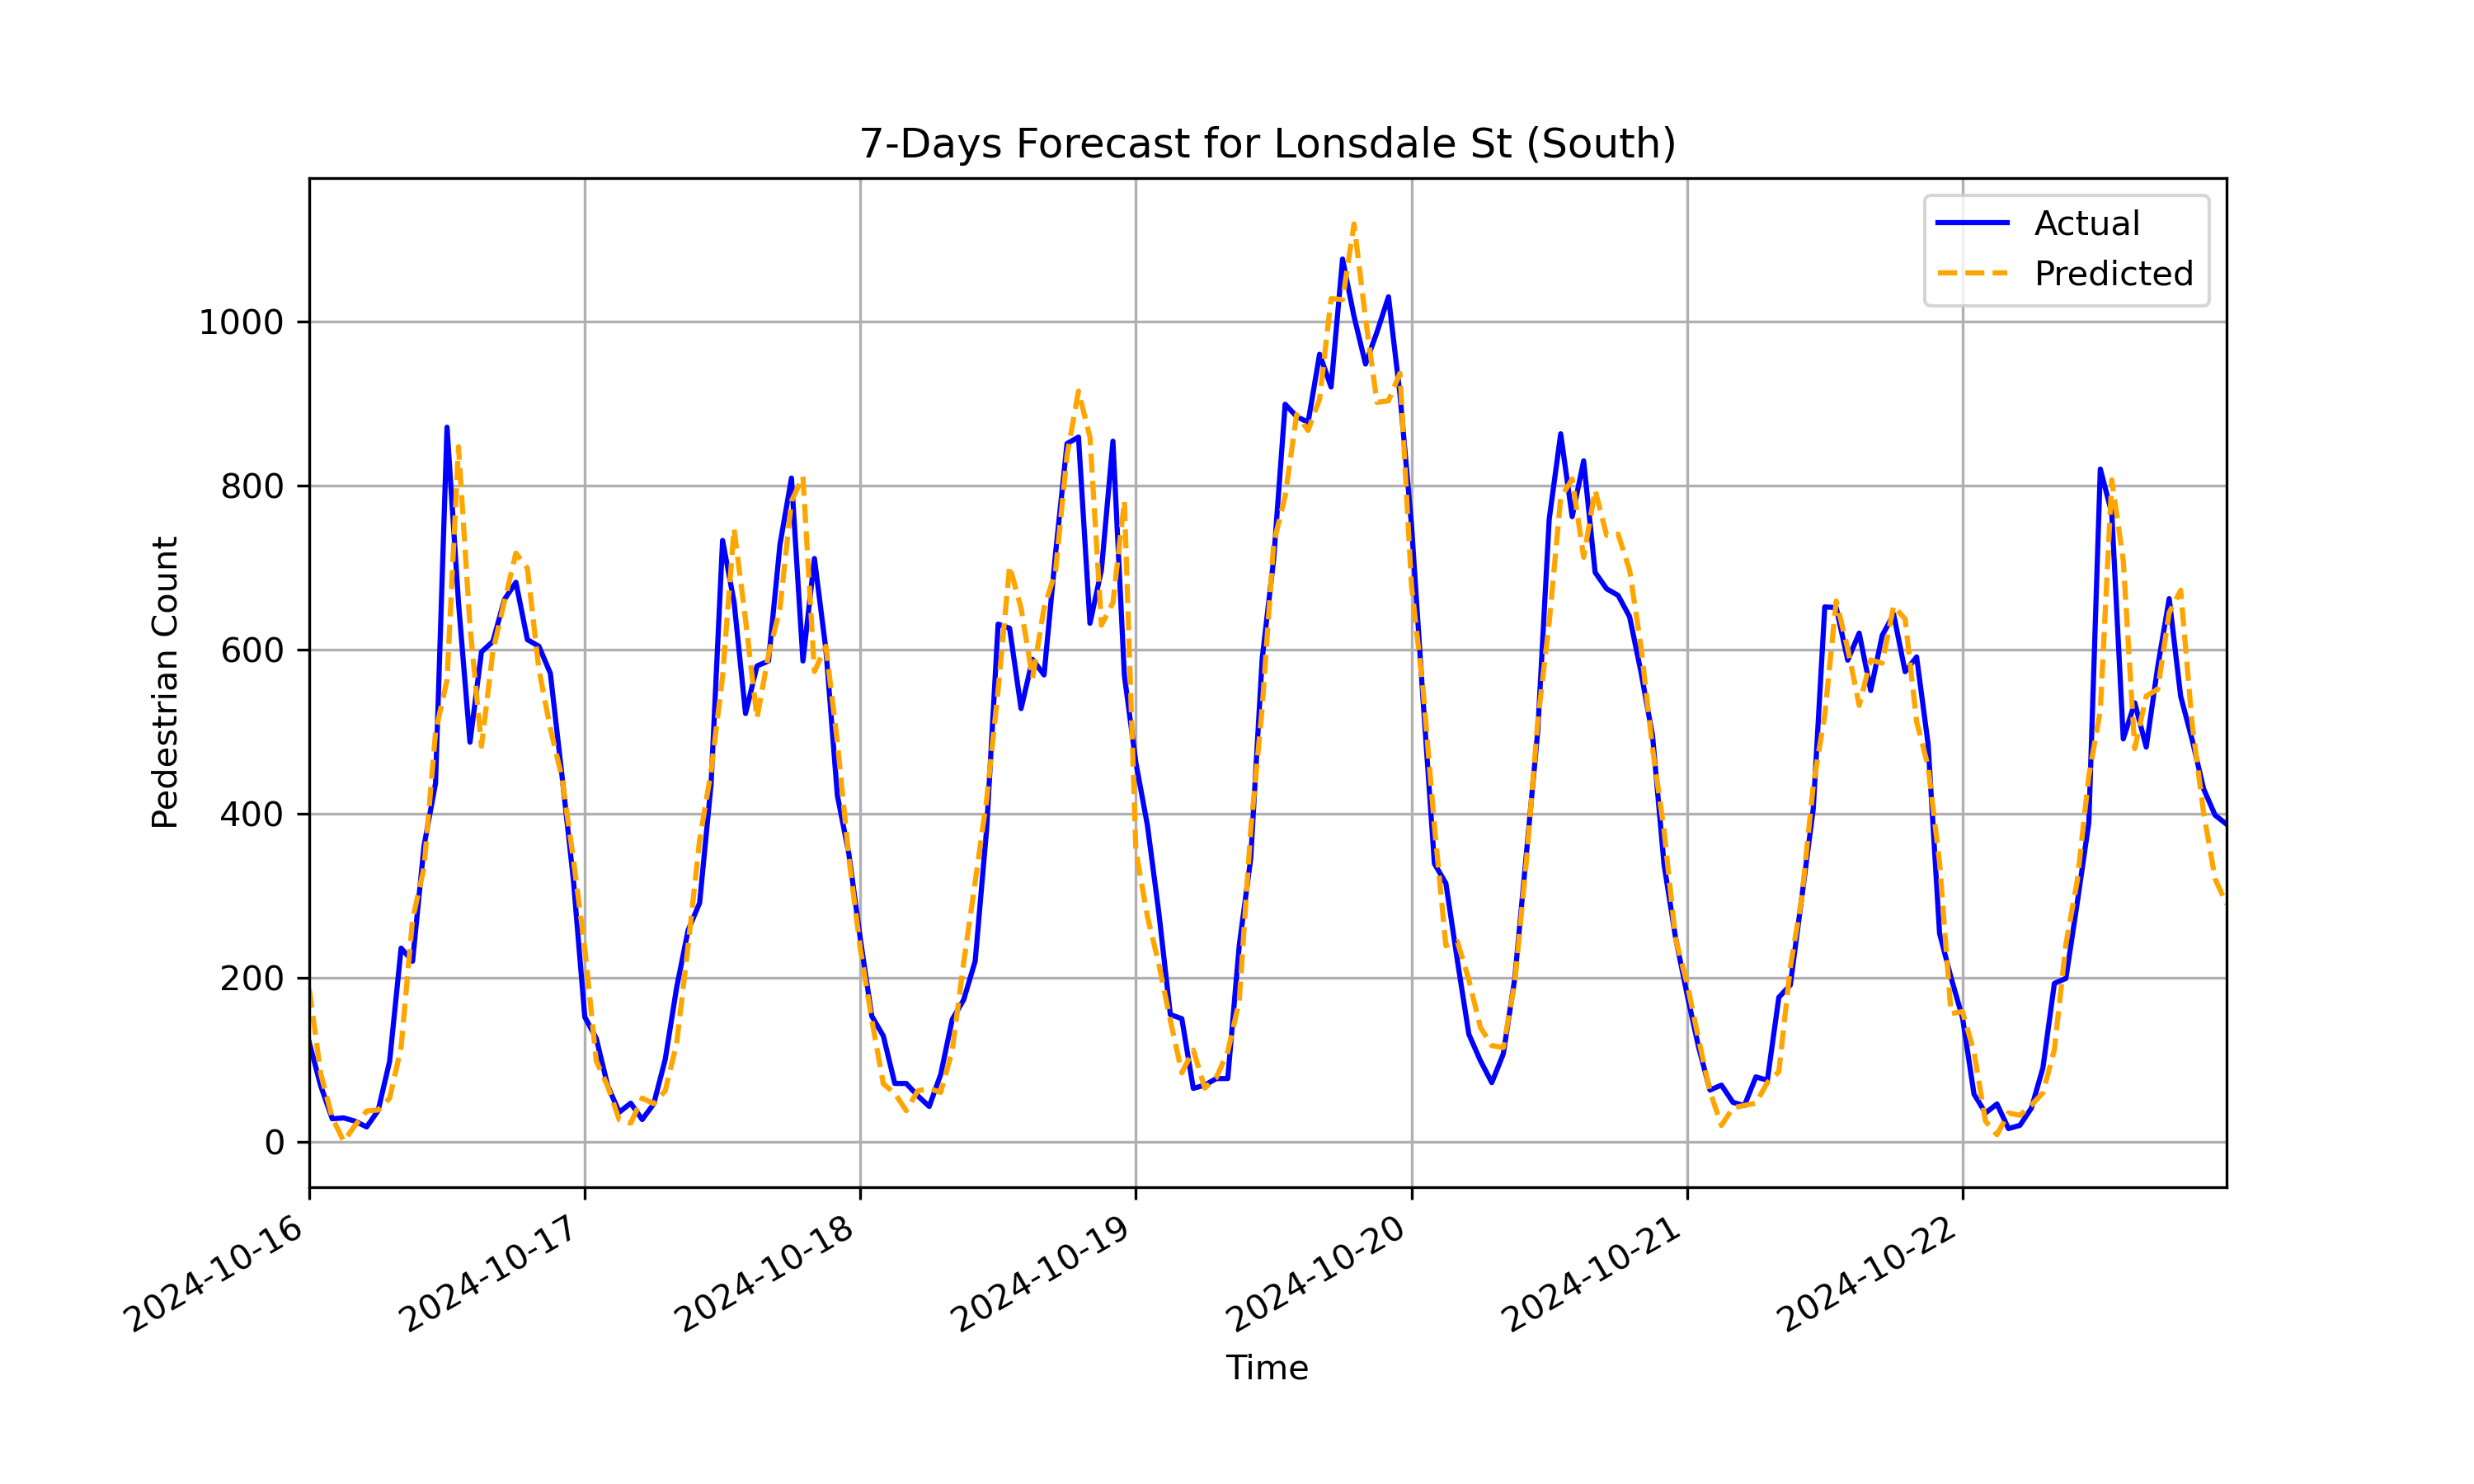 7-Days Forecast for Lonsdale St (South)
Actual
Predicted
Pedestrian Count
1000
800
600
400
200
0
2024-10-16
2024-10-17
2024-10-18
2024-10-19
2024-10-20
2024-10-21
2024-10-22
Time